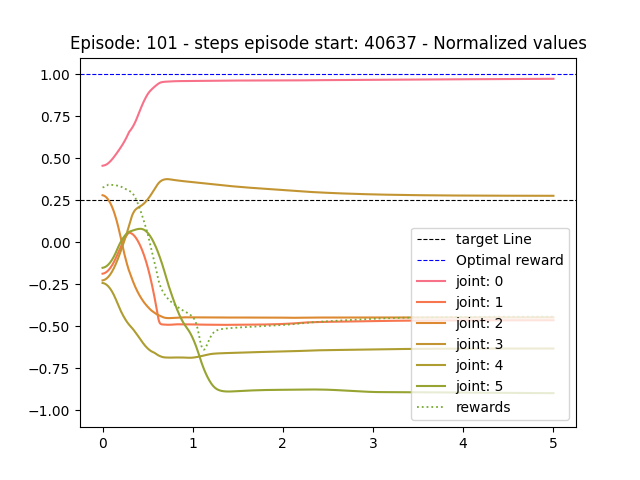 Episode: 101 - steps episode start: 40637 - Normalized values
1.00
0.75
0.50
0.25
0.00
−0.25
−0.50
−0.75
−1.00
0 1 2 3 4 5
target Line
Optimal reward
joint: 0
joint: 1
joint: 2
joint: 3
joint: 4
joint: 5
rewards